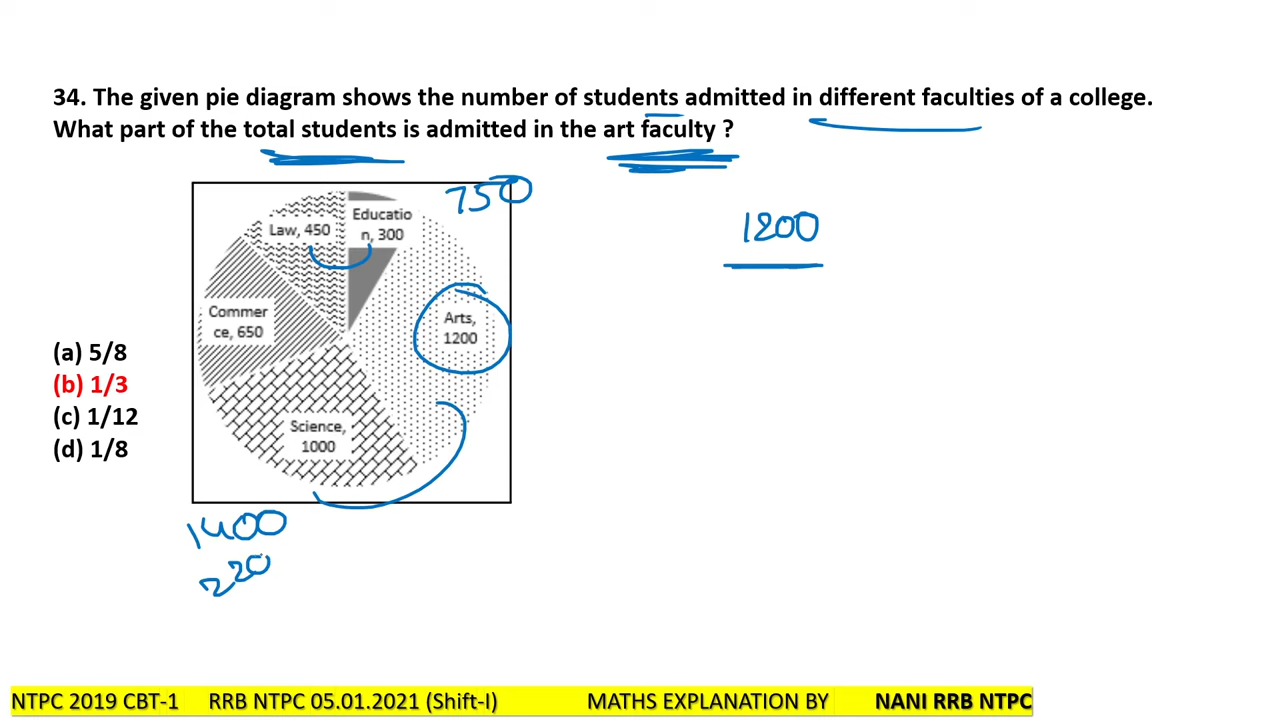 34. The given pie diagram shows the number of students admitted in different faculties of a college.
What part of the total students is admitted in the art faculty ?
750
Educatio
n, 300
Law, 450
1200
Commer
ce, 650
Arts,
1200
(a) 5/8
(b) 1/3
(c) 1/12
(d) 1/8
Science,
1000
1400
220
NTPC 2019 CBT-1 RRB NTPC 05.01.2021 (Shift-I) MATHS EXPLANATION BY NANI RRB NTPC